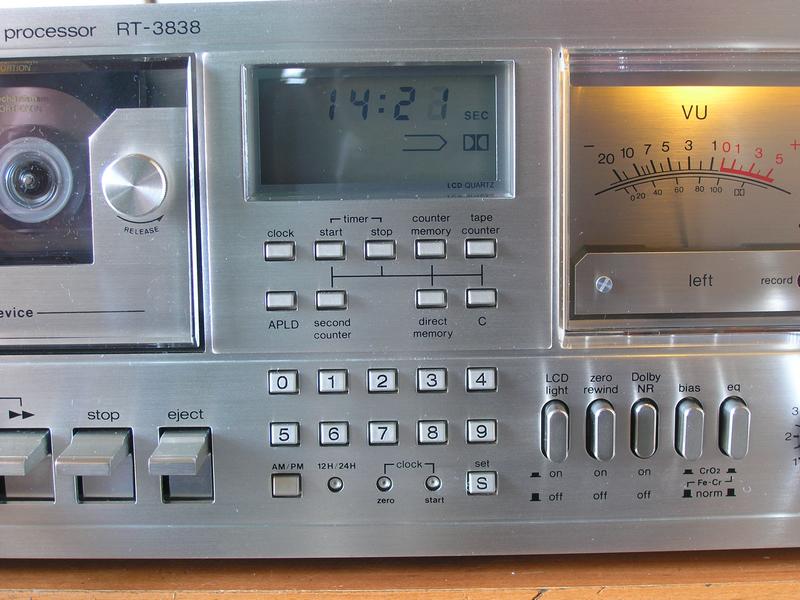 processor RT-3838
14:21
SEC
LCD QUARTZ
RELEASE
evice
VU
− 20 10 7 5 3 1 0 1 3 5 +
0 20 40 60 80 100
left
record
clock
timer
start
stop
counter
memory
tape
counter
APLD
second
counter
direct
memory
C
0 1 2 3 4
5 6 7 8 9
stop
eject
AM/PM
12H/24H
clock
zero
start
set
S
LCD
light
zero
rewind
Dolby
NR
bias
eq
on on on CrO2
Fe-Cr
off off off norm
3
2
1